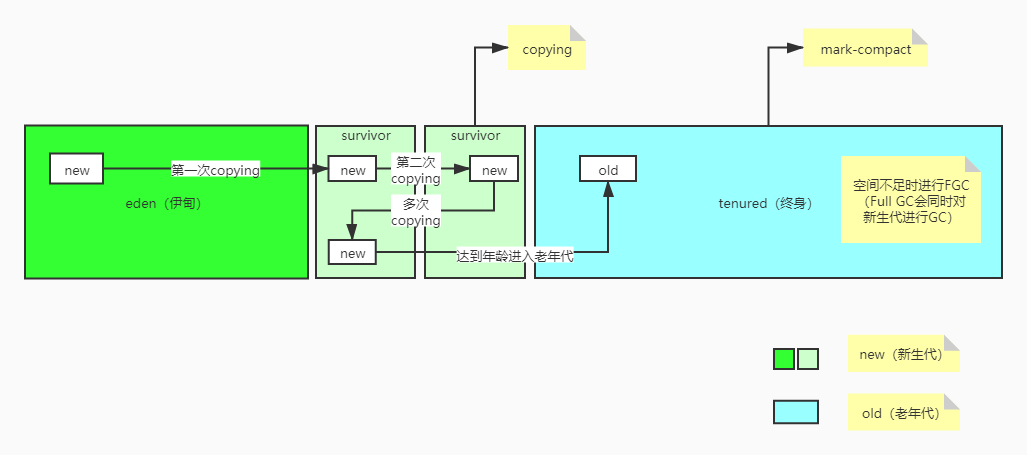 copying
mark-compact
survivor
survivor
new
第一次copying
new
第二次
copying
new
old
eden（伊甸）
多次
copying
tenured（终身）
空间不足时进行FGC
（Full GC会同时对
新生代进行GC）
new
达到年龄进入老年代
new（新生代）
old（老年代）